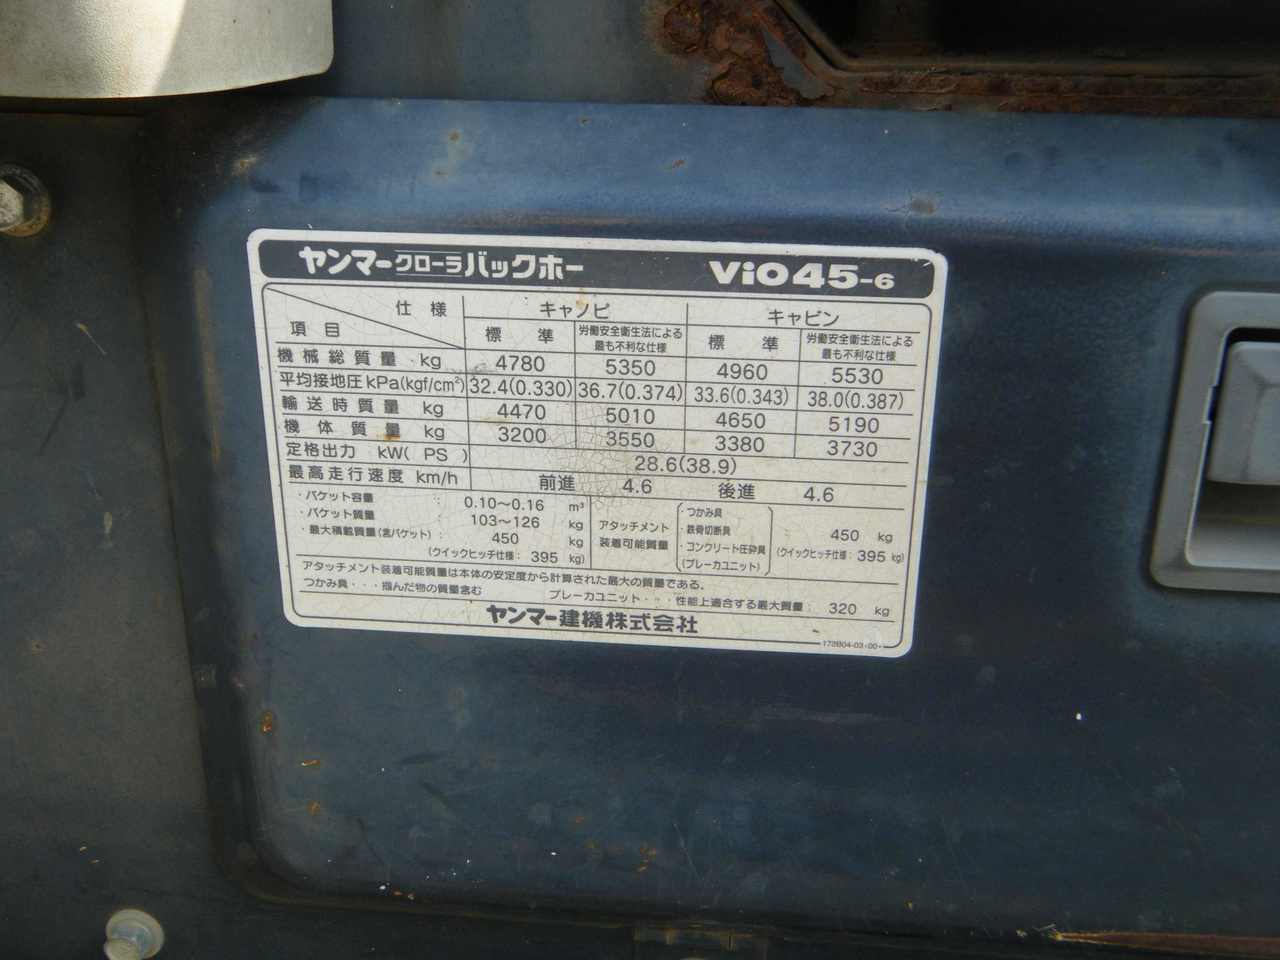 ヤンマークローラバックホー ViO45-6
仕様 キャノピ キャビン
項目 標準 労働安全衛生法による最も不利な仕様 標準 労働安全衛生法による最も不利な仕様
機械総質量 kg 4780 5350 4960 5530
平均接地圧 kPa(kgf/cm²) 32.4(0.330) 36.7(0.374) 33.6(0.343) 38.0(0.387)
輸送時質量 kg 4470 5010 4650 5190
機体質量 kg 3200 3550 3380 3730
定格出力 kW(PS) 28.6(38.9)
最高走行速度 km/h 前進 4.6 後進 4.6
・バケット容量 0.10～0.16 m³
・バケット質量 103～126 kg
・最大積載質量(含バケット): 450 kg
(クイックヒッチ仕様: 395 kg)
アタッチメント
装着可能質量
・つかみ具
・鉄骨切断具
・コンクリート圧砕具
(ブレーカユニット)
450 kg
(クイックヒッチ仕様: 395 kg)
アタッチメント装着可能質量は本体の安定度から計算された最大の質量である。
つかみ具・・・掴んだ物の質量含む ブレーカユニット・・・性能上適合する最大質量: 320 kg
ヤンマー建機株式会社
172B04-03100